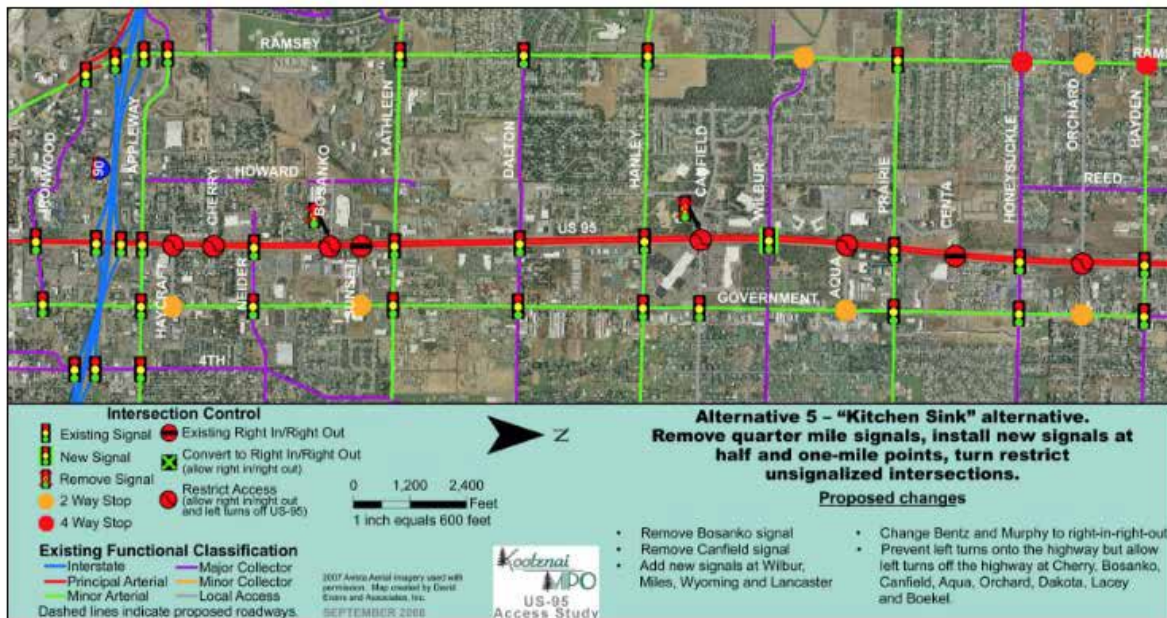 RAMSEY
IRONWOOD
90
APPLEWAY
HAYCRAFT
CHERRY
HOWARD
NEIDER
BOSANKO
SUNSET
KATHLEEN
DALTON
US 95
HANLEY
CANFIELD
WILBUR
GOVERNMENT
AQUA
PRAIRIE
CENTA
HONEYSUCKLE
ORCHARD
REED
HAYDEN
4TH
Intersection Control
Existing Signal
New Signal
Remove Signal
2 Way Stop
4 Way Stop
Existing Right In/Right Out
Convert to Right In/Right Out
(allow right in/right out)
Restrict Access
(allow right in/right out
and left turns off US-95)
N
0 1,200 2,400
Feet
1 inch equals 600 feet
Existing Functional Classification
Interstate
Principal Arterial
Minor Arterial
Major Collector
Minor Collector
Local Access
Dashed lines indicate proposed roadways.
2007 Avista Aerial imagery used with
permission. Map created by David
Evans and Associates, Inc.
SEPTEMBER 2008
Kootenai
MPO
US-95
Access Study
Alternative 5 – “Kitchen Sink” alternative.
Remove quarter mile signals, install new signals at
half and one-mile points, turn restrict
unsignalized intersections.
Proposed changes
• Remove Bosanko signal
• Remove Canfield signal
• Add new signals at Wilbur,
Miles, Wyoming and Lancaster
• Change Bentz and Murphy to right-in-right-out
• Prevent left turns onto the highway but allow
left turns off the highway at Cherry, Bosanko,
Canfield, Aqua, Orchard, Dakota, Lacey
and Boekel.